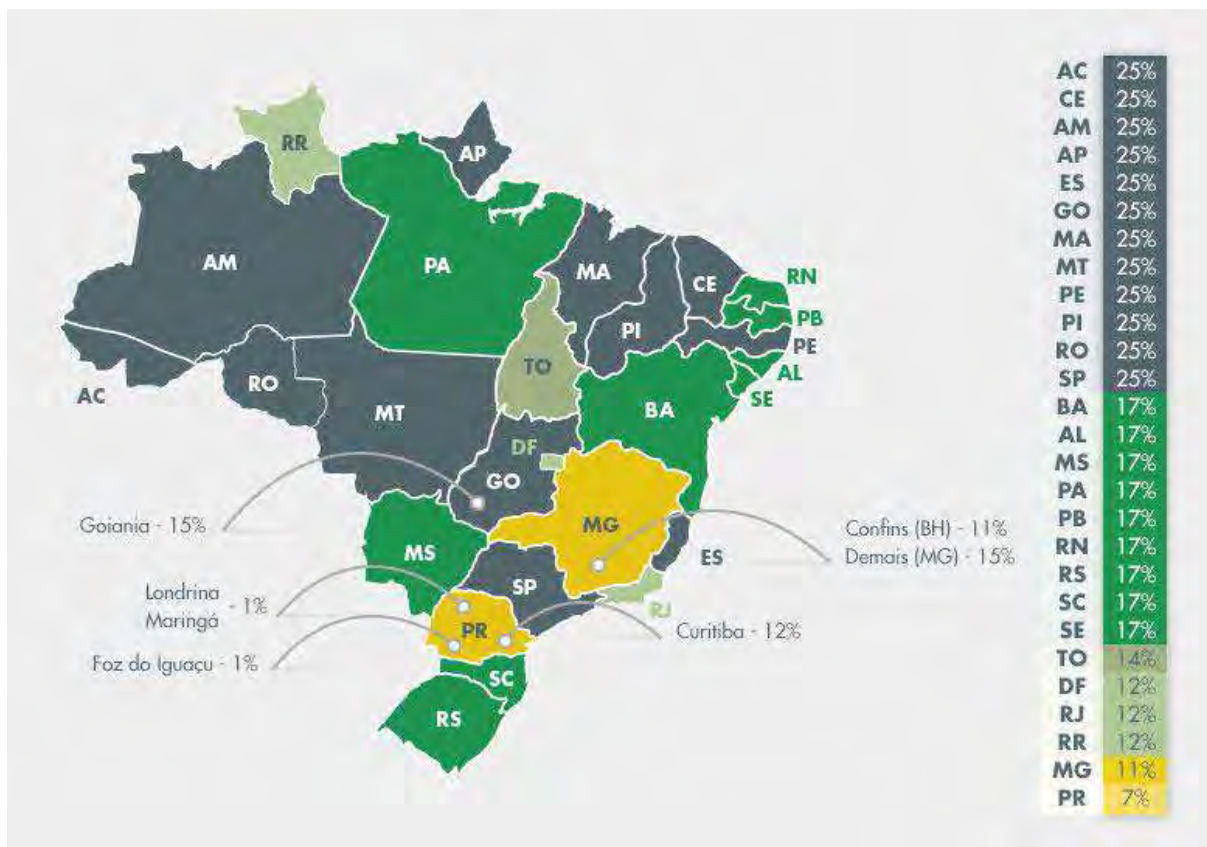 RR
AP
AM
PA
MA
CE
RN
PI
PB
PE
TO
AL
AC
RO
SE
MT
BA
DF
GO
MG
Goiania - 15%
Confins (BH) - 11%
Demais (MG) - 15%
MS
ES
SP
Londrina
Maringá
- 1%
RJ
PR
Curitiba - 12%
Foz do Iguaçu - 1%
SC
RS
AC 25%
CE 25%
AM 25%
AP 25%
ES 25%
GO 25%
MA 25%
MT 25%
PE 25%
PI 25%
RO 25%
SP 25%
BA 17%
AL 17%
MS 17%
PA 17%
PB 17%
RN 17%
RS 17%
SC 17%
SE 17%
TO 14%
DF 12%
RJ 12%
RR 12%
MG 11%
PR 7%